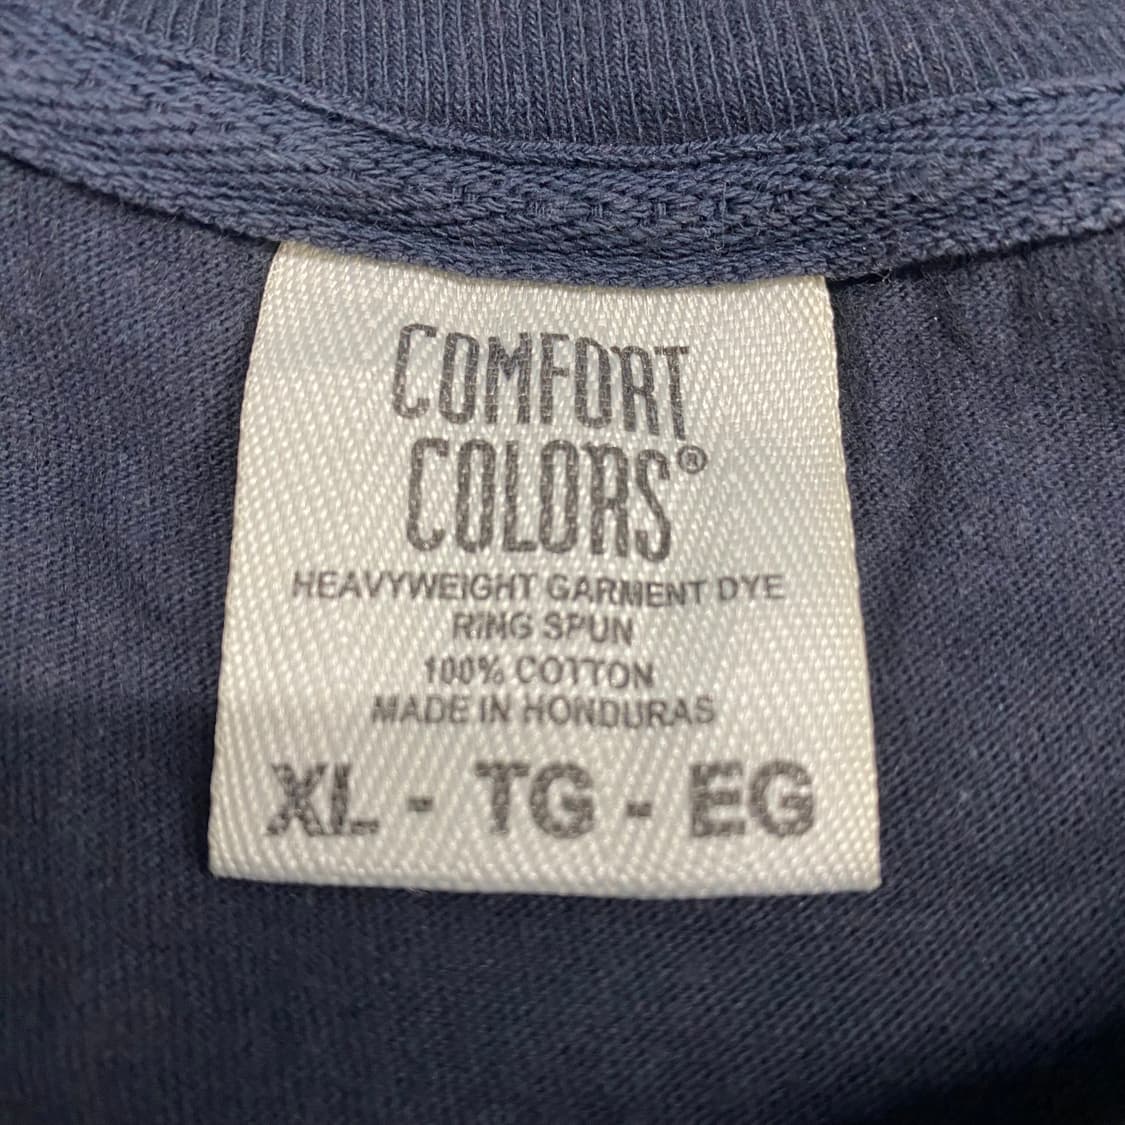 COMFORT
COLORS®
HEAVYWEIGHT GARMENT DYE
RING SPUN
100% COTTON
MADE IN HONDURAS
XL - TG - EG